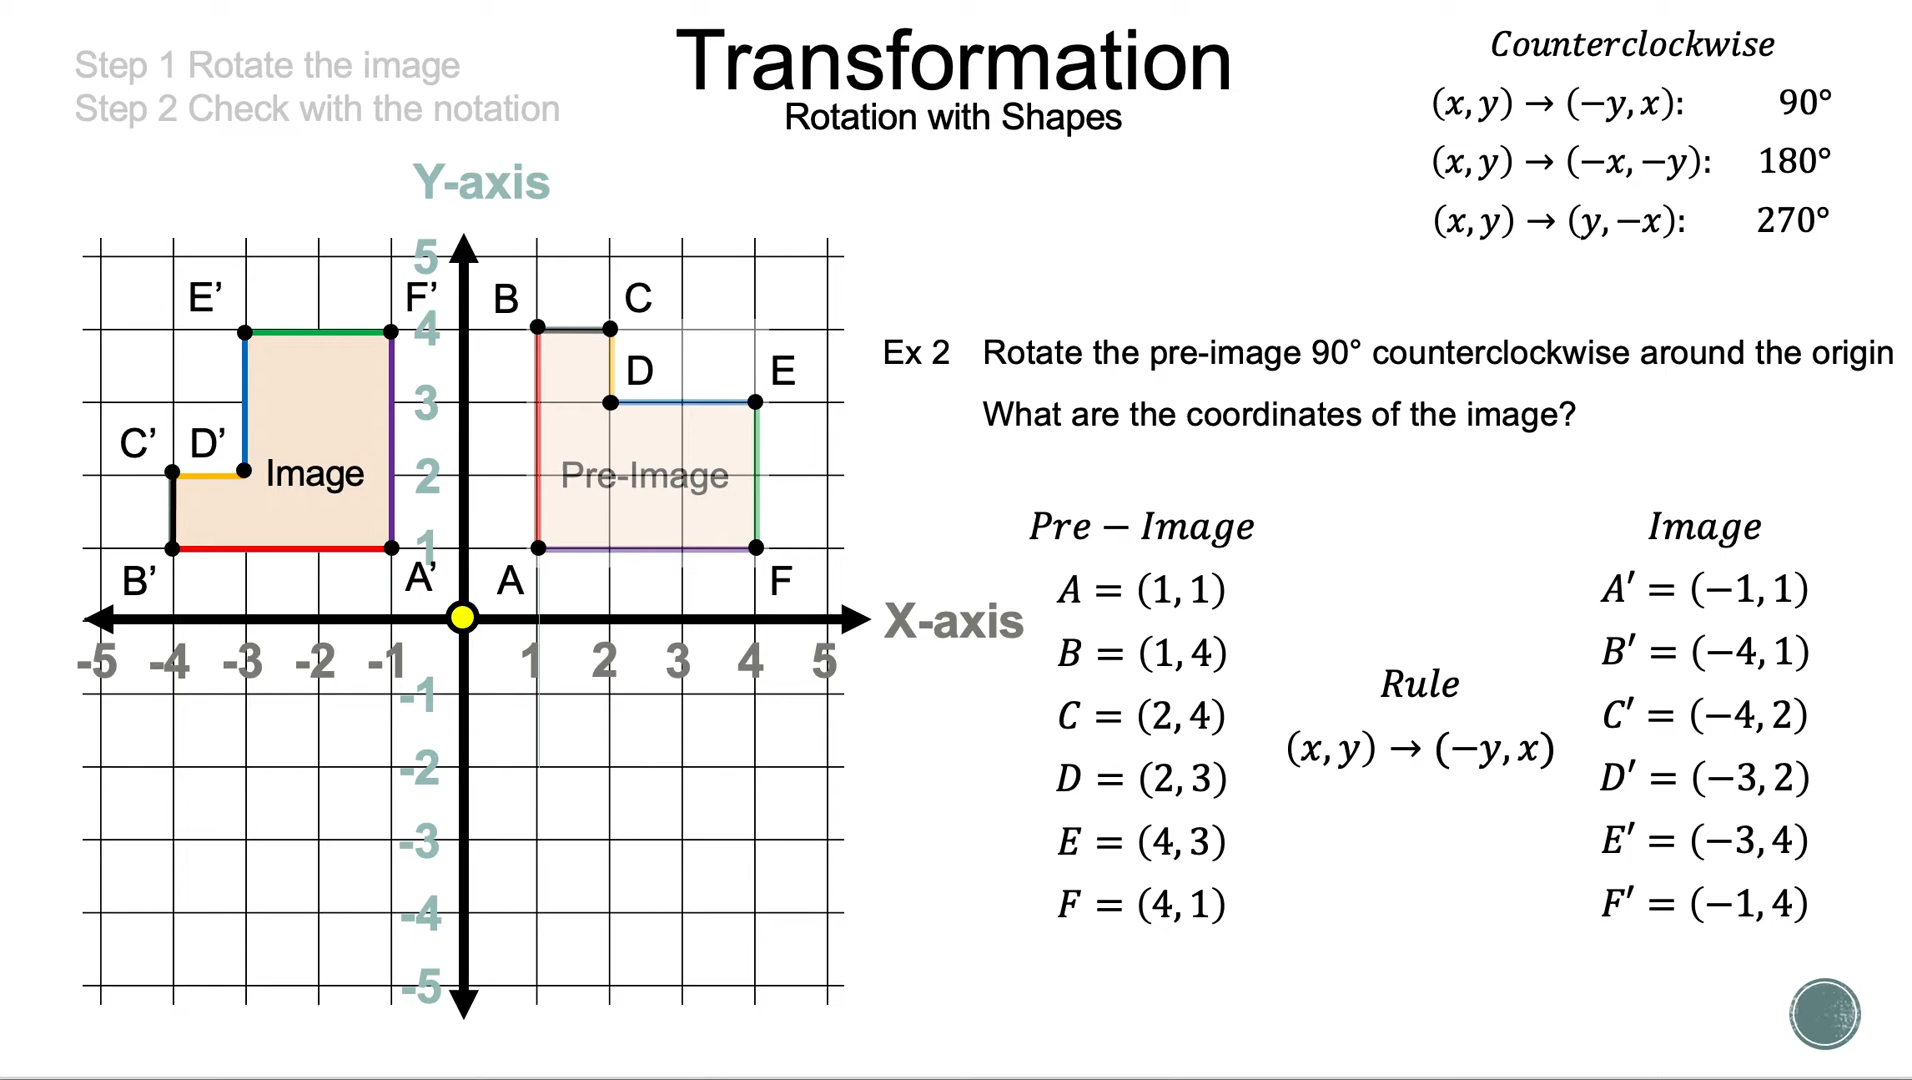 Step 1 Rotate the image
Step 2 Check with the notation
Transformation
Rotation with Shapes
Counterclockwise
(x, y) → (−y, x): 90°
(x, y) → (−x, −y): 180°
(x, y) → (y, −x): 270°
Y-axis
5
E’ F’ B C
4
D E
3
C’ D’
Image 2 Pre-Image
1
B’ A’ A F
X-axis
-5 -4 -3 -2 -1 1 2 3 4 5
-1
-2
-3
-4
-5
Ex 2 Rotate the pre-image 90° counterclockwise around the origin
What are the coordinates of the image?
Pre − Image
A = (1, 1)
B = (1, 4)
C = (2, 4)
D = (2, 3)
E = (4, 3)
F = (4, 1)
Rule
(x, y) → (−y, x)
Image
A′ = (−1, 1)
B′ = (−4, 1)
C′ = (−4, 2)
D′ = (−3, 2)
E′ = (−3, 4)
F′ = (−1, 4)